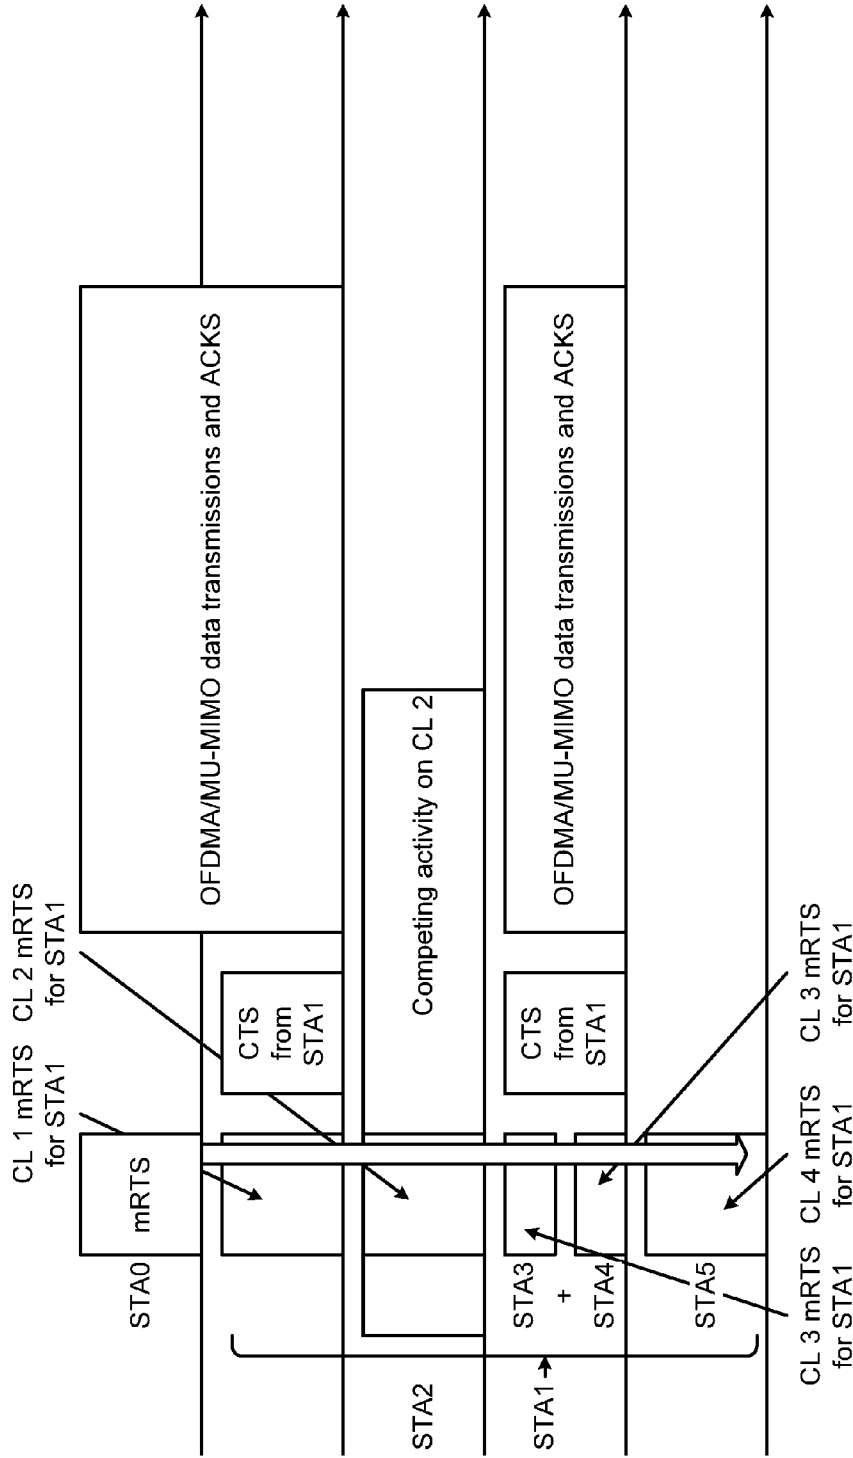 CL 1 mRTS
for STA1
CL 2 mRTS
for STA1
STA0
mRTS
OFDMA/MU-MIMO data transmissions and ACKS
CTS
from
STA1
STA2
Competing activity on CL 2
STA1
STA3
+
STA4
CTS
from
STA1
OFDMA/MU-MIMO data transmissions and ACKS
STA5
CL 3 mRTS
for STA1
CL 4 mRTS
for STA1
CL 3 mRTS
for STA1